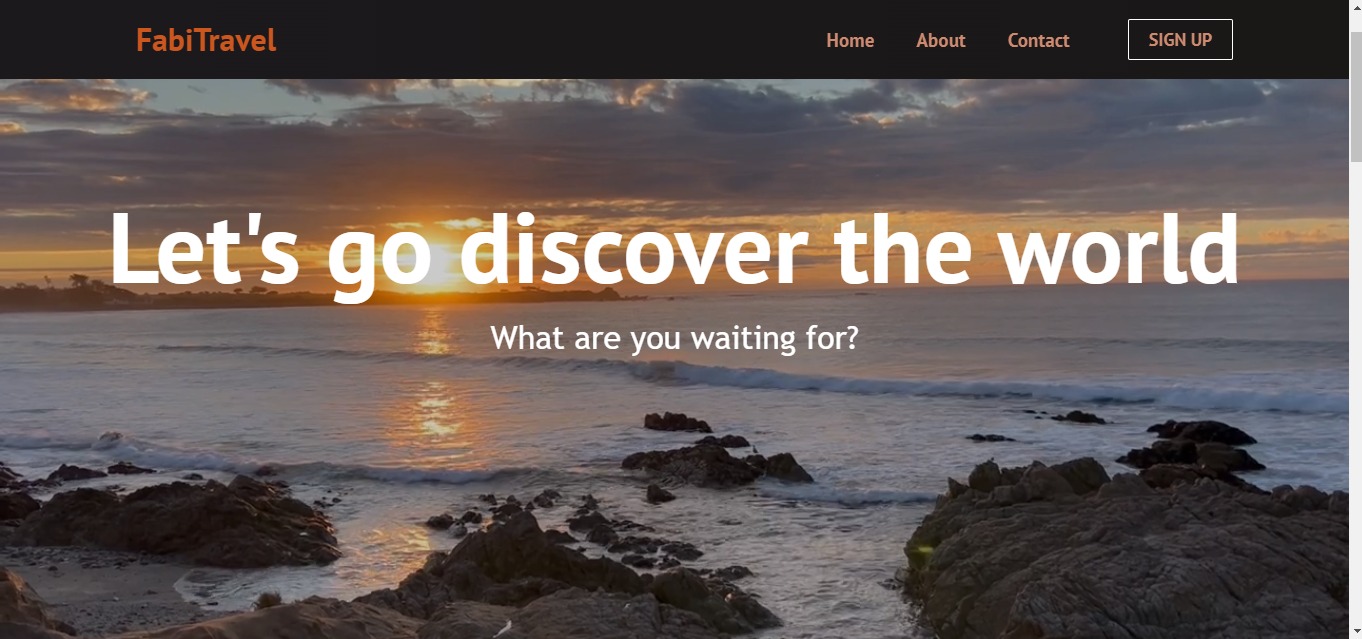 FabiTravel
Home About Contact SIGN UP
Let's go discover the world
What are you waiting for?